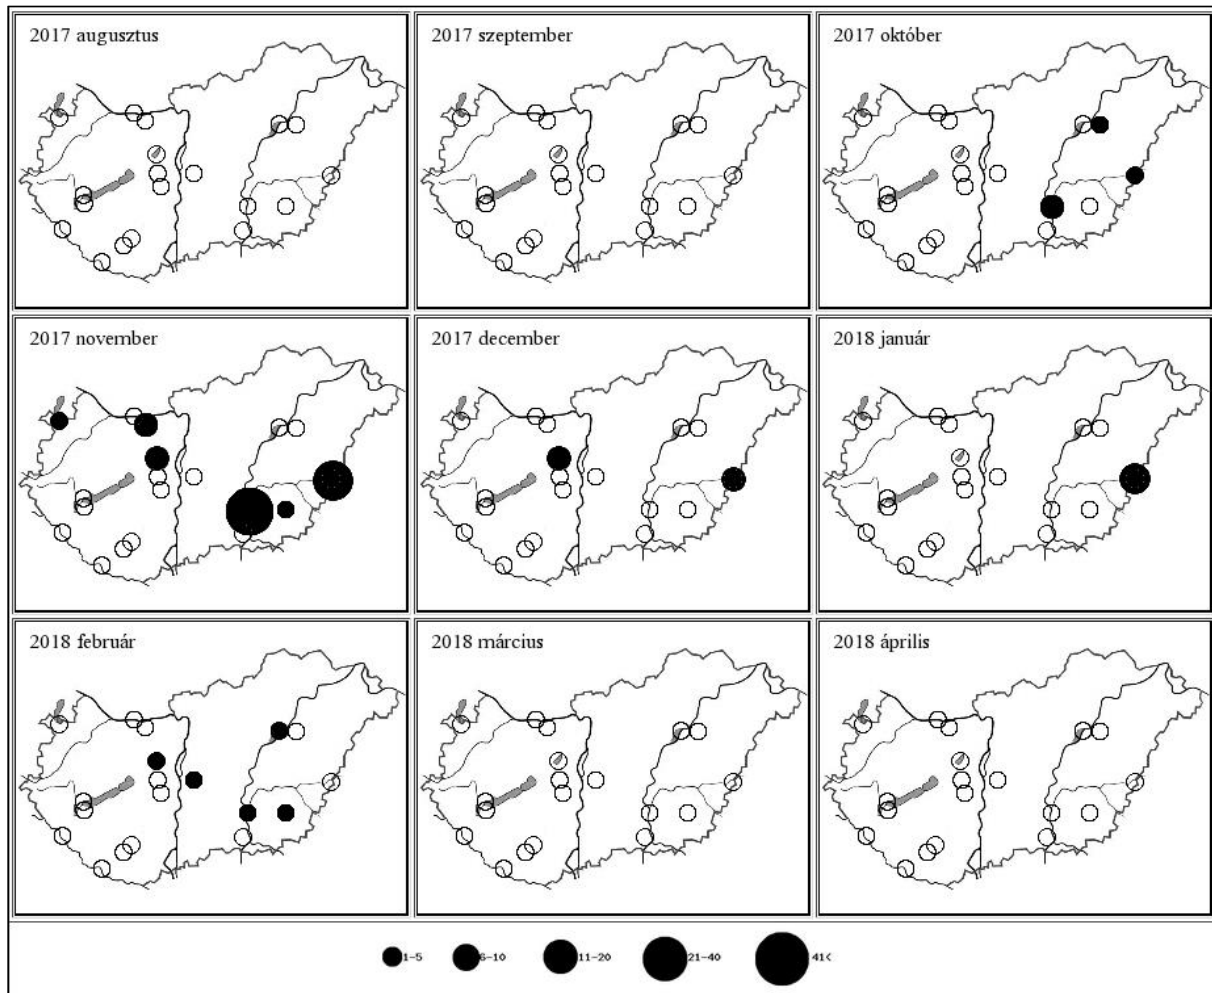 2017 augusztus
2017 szeptember
2017 október
2017 november
2017 december
2018 január
2018 február
2018 március
2018 április
1-5
6-10
11-20
21-40
41<